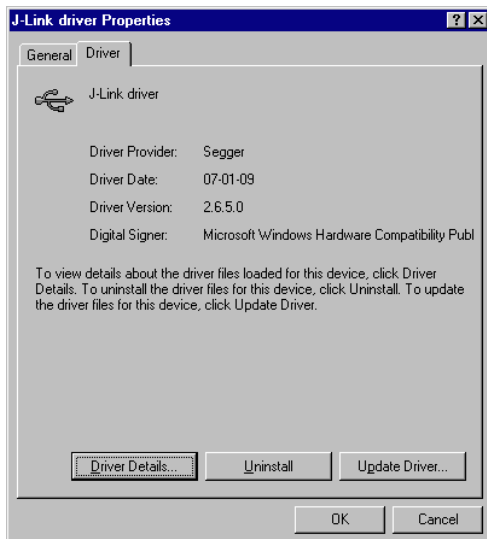 J-Link driver Properties
General Driver
J-Link driver
Driver Provider: Segger
Driver Date: 07-01-09
Driver Version: 2.6.5.0
Digital Signer: Microsoft Windows Hardware Compatibility Publ
To view details about the driver files loaded for this device, click Driver
Details. To uninstall the driver files for this device, click Uninstall. To update
the driver files for this device, click Update Driver.
Driver Details... Uninstall Update Driver...
OK Cancel